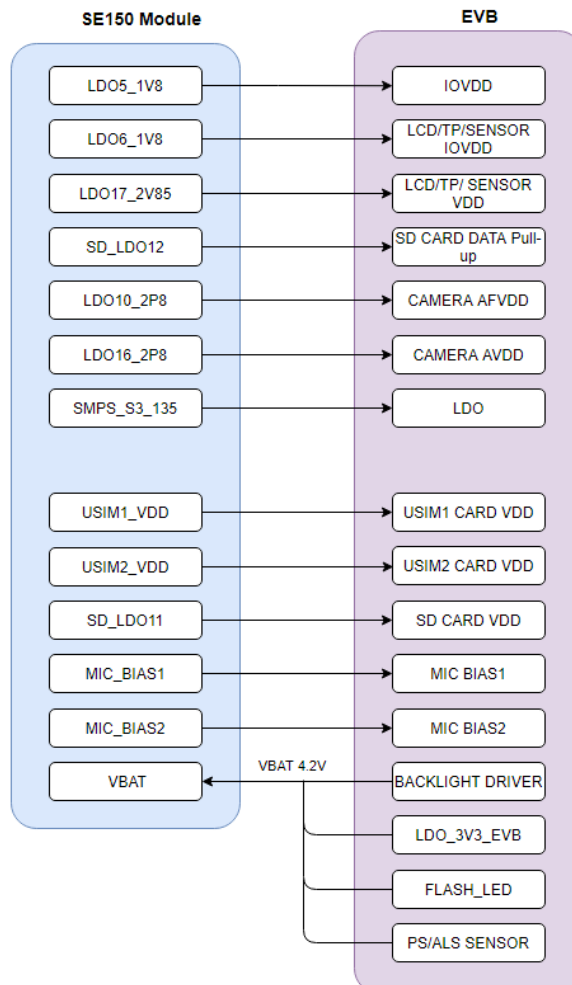 SE150 Module
EVB
LDO5_1V8
IOVDD
LDO6_1V8
LCD/TP/SENSOR
IOVDD
LDO17_2V85
LCD/TP/ SENSOR
VDD
SD_LDO12
SD CARD DATA Pull-
up
LDO10_2P8
CAMERA AFVDD
LDO16_2P8
CAMERA AVDD
SMPS_S3_135
LDO
USIM1_VDD
USIM1 CARD VDD
USIM2_VDD
USIM2 CARD VDD
SD_LDO11
SD CARD VDD
MIC_BIAS1
MIC BIAS1
MIC_BIAS2
MIC BIAS2
VBAT 4.2V
VBAT
BACKLIGHT DRIVER
LDO_3V3_EVB
FLASH_LED
PS/ALS SENSOR